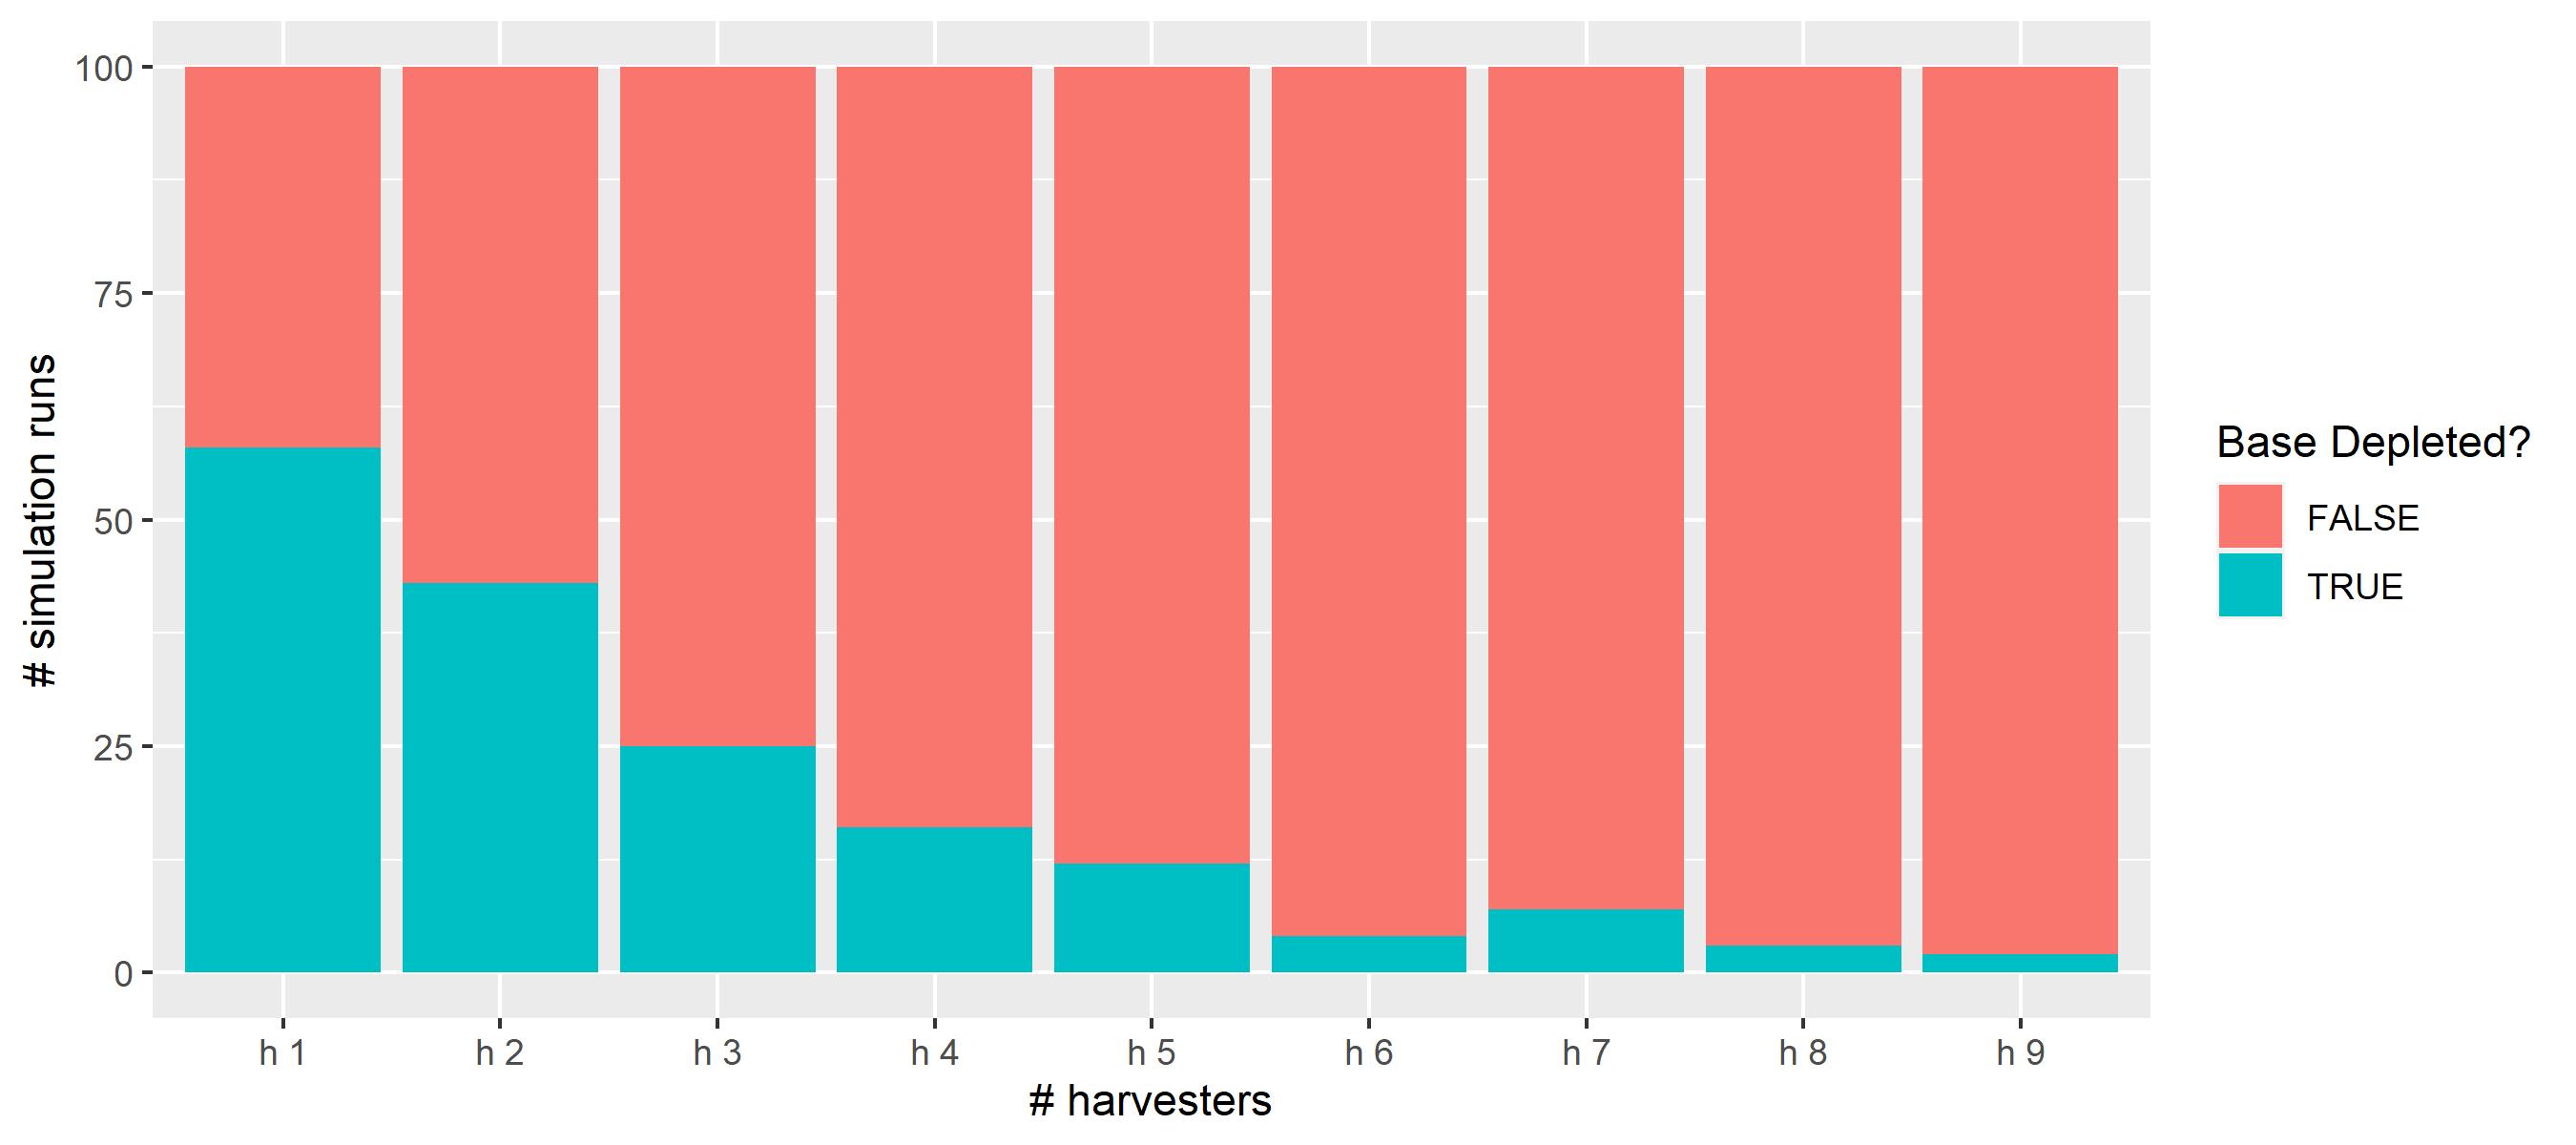 100
75
50
25
0
# simulation runs
h 1 h 2 h 3 h 4 h 5 h 6 h 7 h 8 h 9
# harvesters
Base Depleted?
FALSE
TRUE